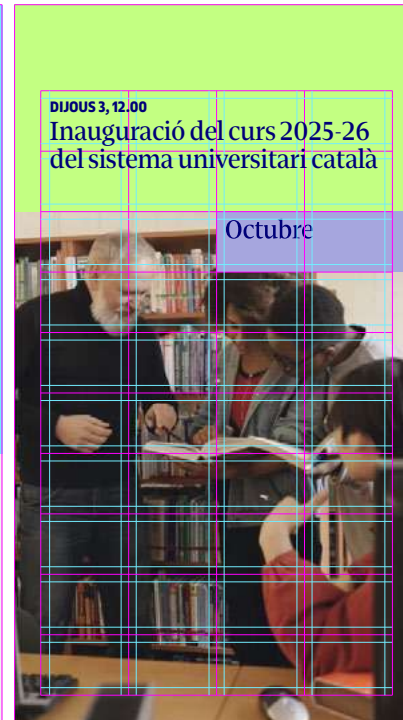 DIJOUS 3, 12.00
Inauguració del curs 2025-26
del sistema universitari català
Octubre